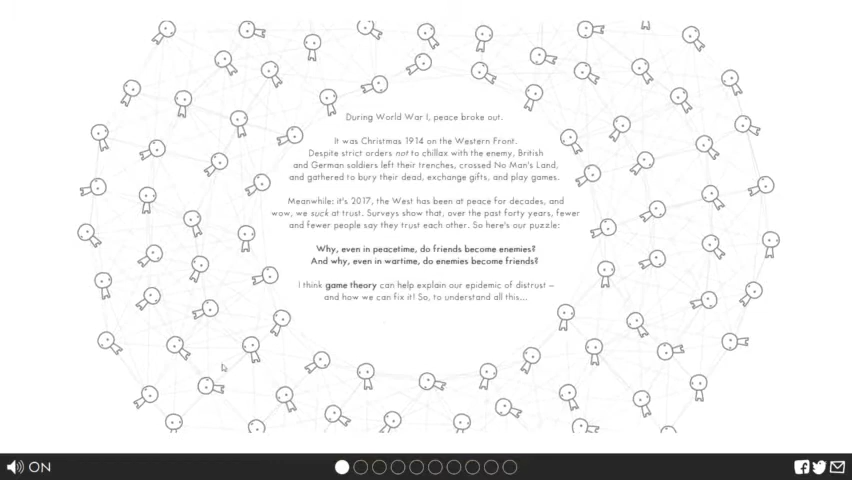 During World War I, peace broke out.
It was Christmas 1914 on the Western Front.
Despite strict orders not to chillax with the enemy, British
and German soldiers left their trenches, crossed No Man's Land,
and gathered to bury their dead, exchange gifts, and play games.
Meanwhile: it's 2017, the West has been at peace for decades, and
wow, we suck at trust. Surveys show that, over the past forty years, fewer
and fewer people say they trust each other. So here's our puzzle:
Why, even in peacetime, do friends become enemies?
And why, even in wartime, do enemies become friends?
I think game theory can help explain our epidemic of distrust –
and how we can fix it! So, to understand all this...
ON